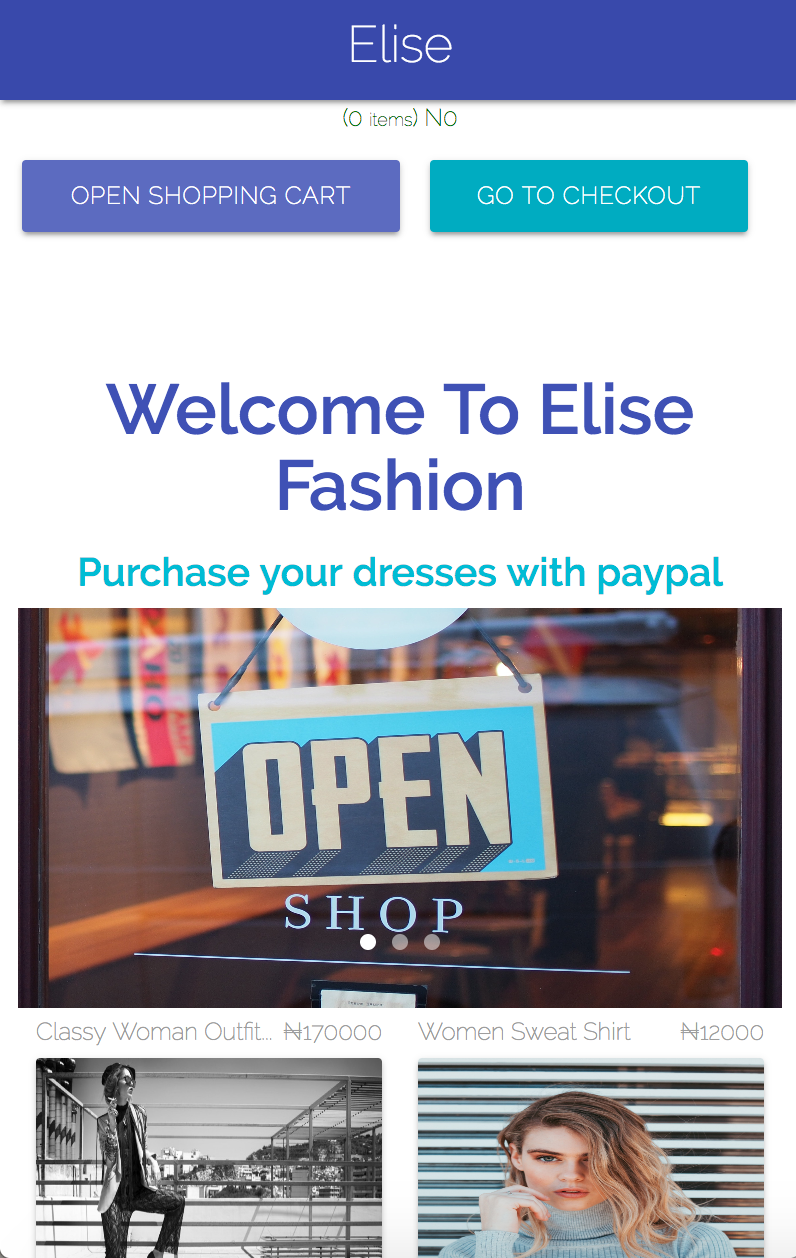 Elise
(0 items) N0
OPEN SHOPPING CART
GO TO CHECKOUT
Welcome To Elise
Fashion
Purchase your dresses with paypal
OPEN
SHOP
Classy Woman Outfit... ₦170000
Women Sweat Shirt ₦12000